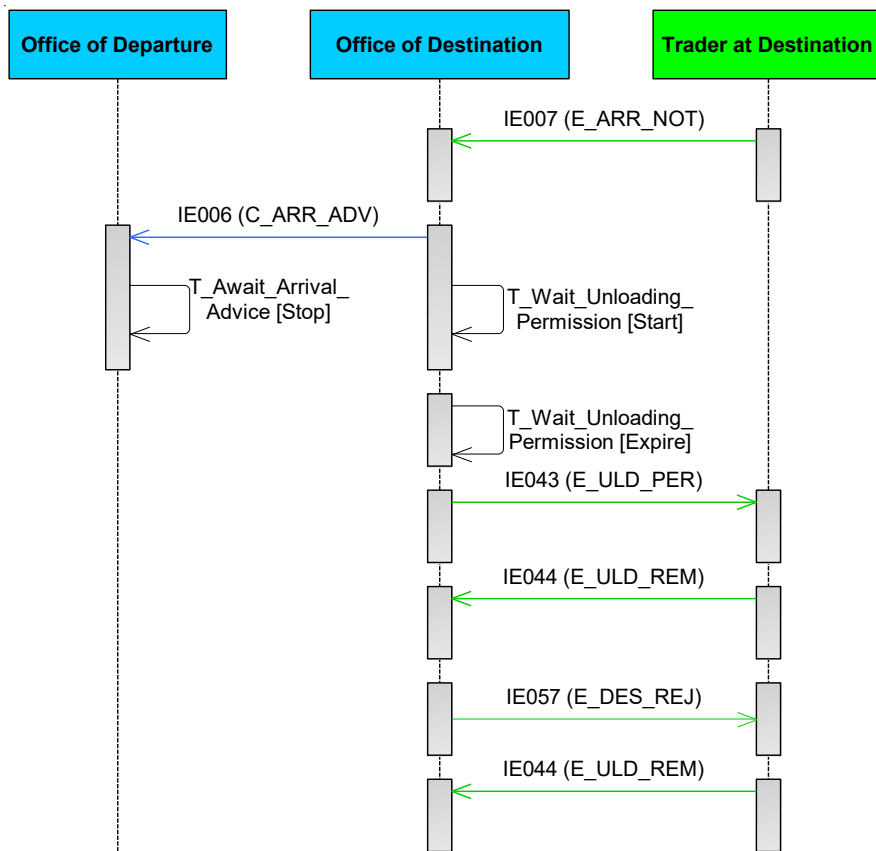 Office of Departure
Office of Destination
Trader at Destination
IE007 (E_ARR_NOT)
IE006 (C_ARR_ADV)
T_Await_Arrival_
Advice [Stop]
T_Wait_Unloading_
Permission [Start]
T_Wait_Unloading_
Permission [Expire]
IE043 (E_ULD_PER)
IE044 (E_ULD_REM)
IE057 (E_DES_REJ)
IE044 (E_ULD_REM)